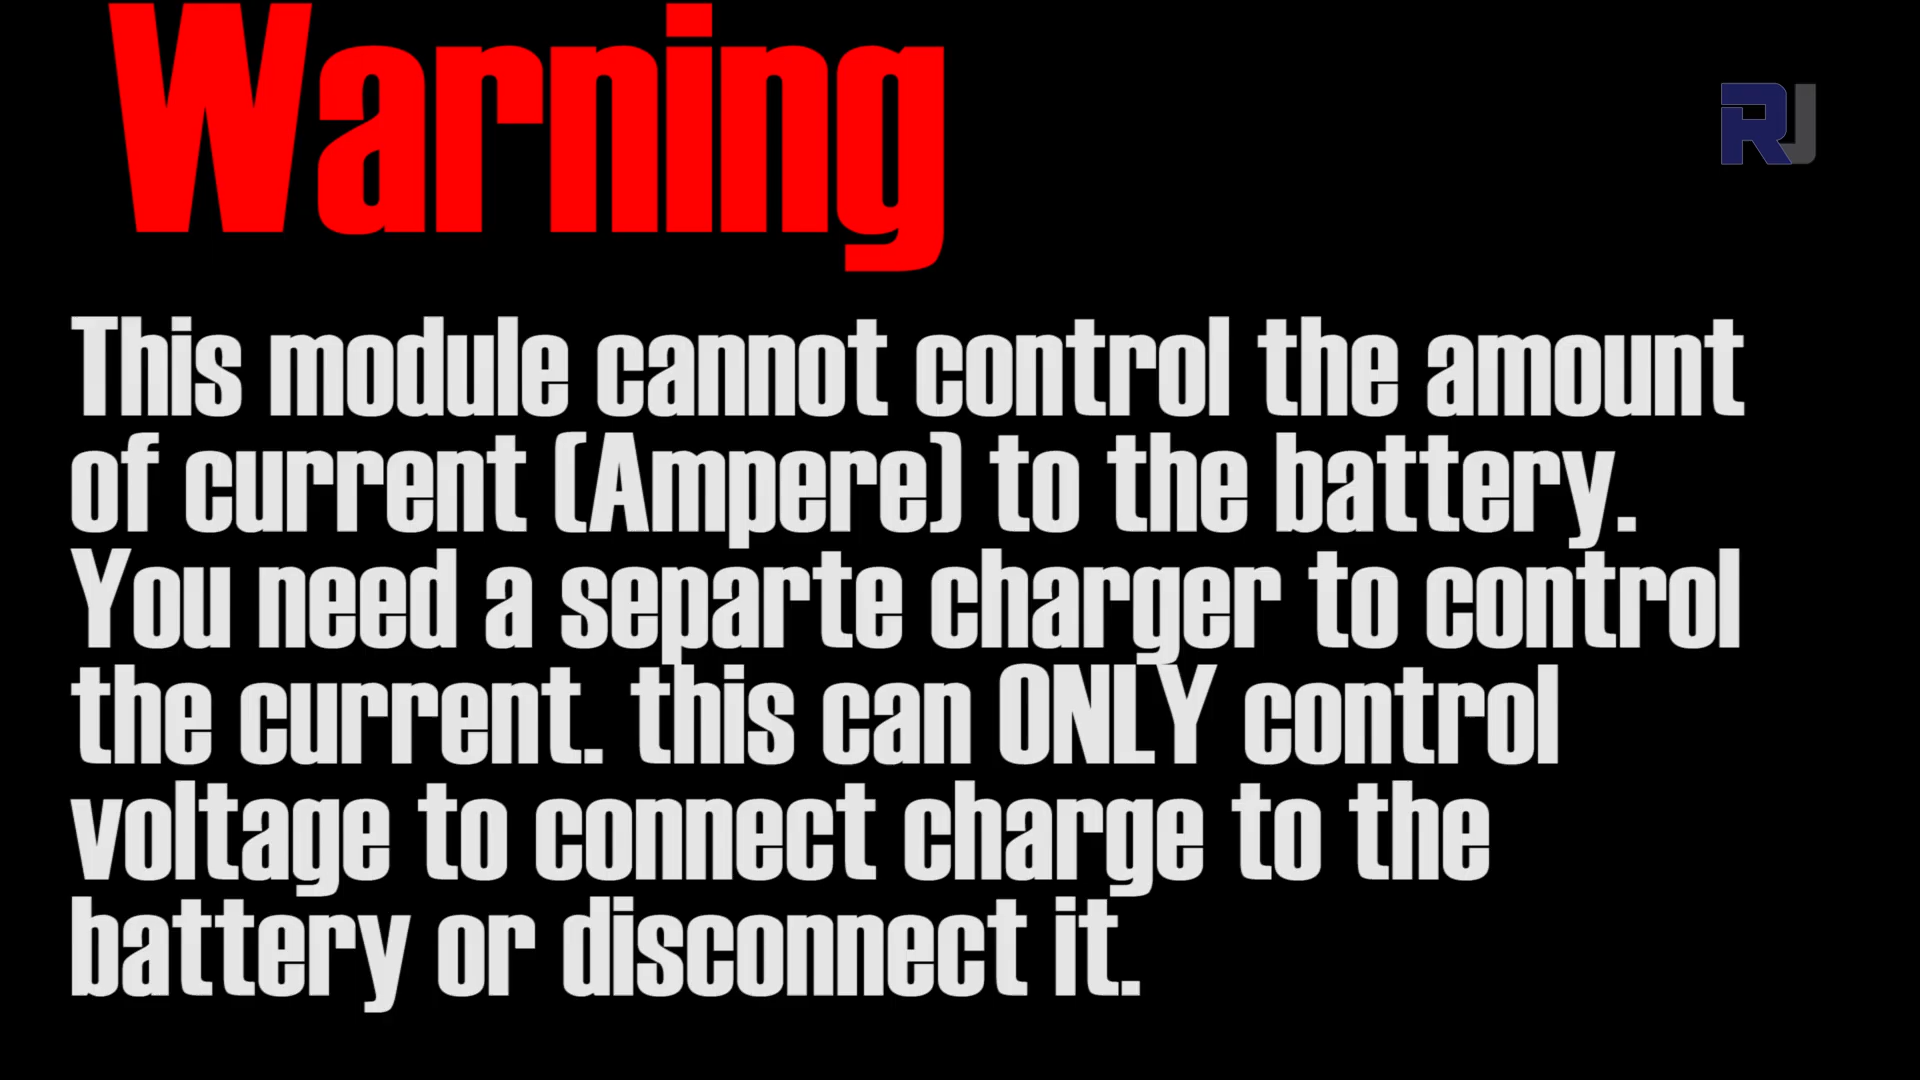 Warning
RJ
This module cannot control the amount
of current (Ampere) to the battery.
You need a separte charger to control
the current. this can ONLY control
voltage to connect charge to the
battery or disconnect it.